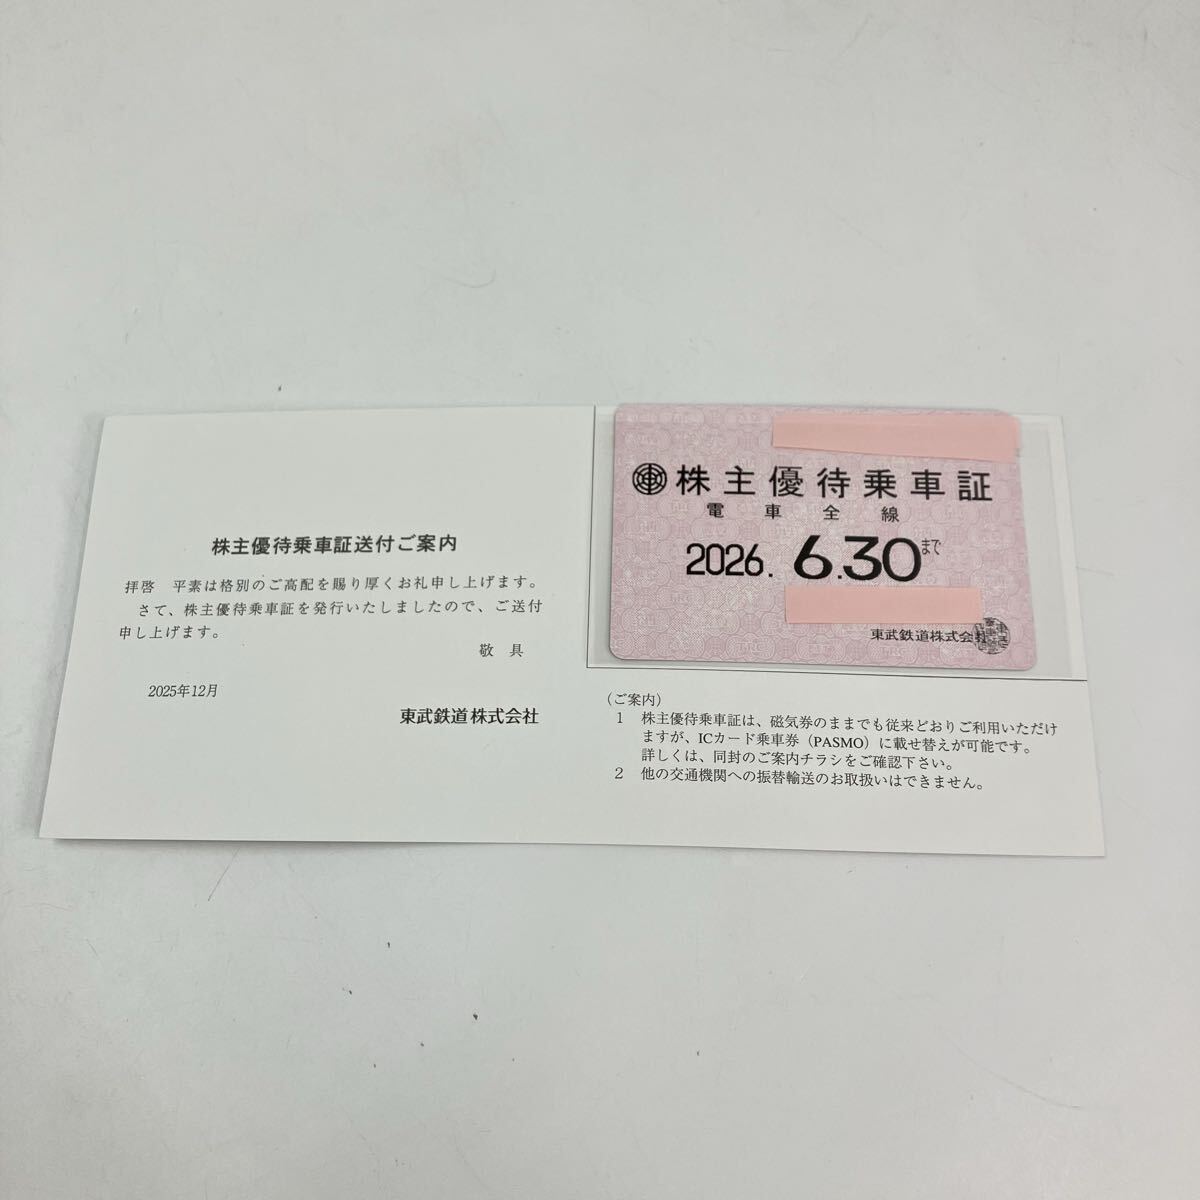 株主優待乗車証送付ご案内
拝啓　平素は格別のご高配を賜り厚くお礼申し上げます。
さて、株主優待乗車証を発行いたしましたので、ご送付
申し上げます。
敬　具
2025年12月
東武鉄道株式会社
株主優待乗車証
電車全線
2026. 6.30まで
東武鉄道株式会社
（ご案内）
１　株主優待乗車証は、磁気券のままでも従来どおりご利用いただけ
ますが、ICカード乗車券（PASMO）に載せ替えが可能です。
詳しくは、同封のご案内チラシをご確認下さい。
２　他の交通機関への振替輸送のお取扱いはできません。